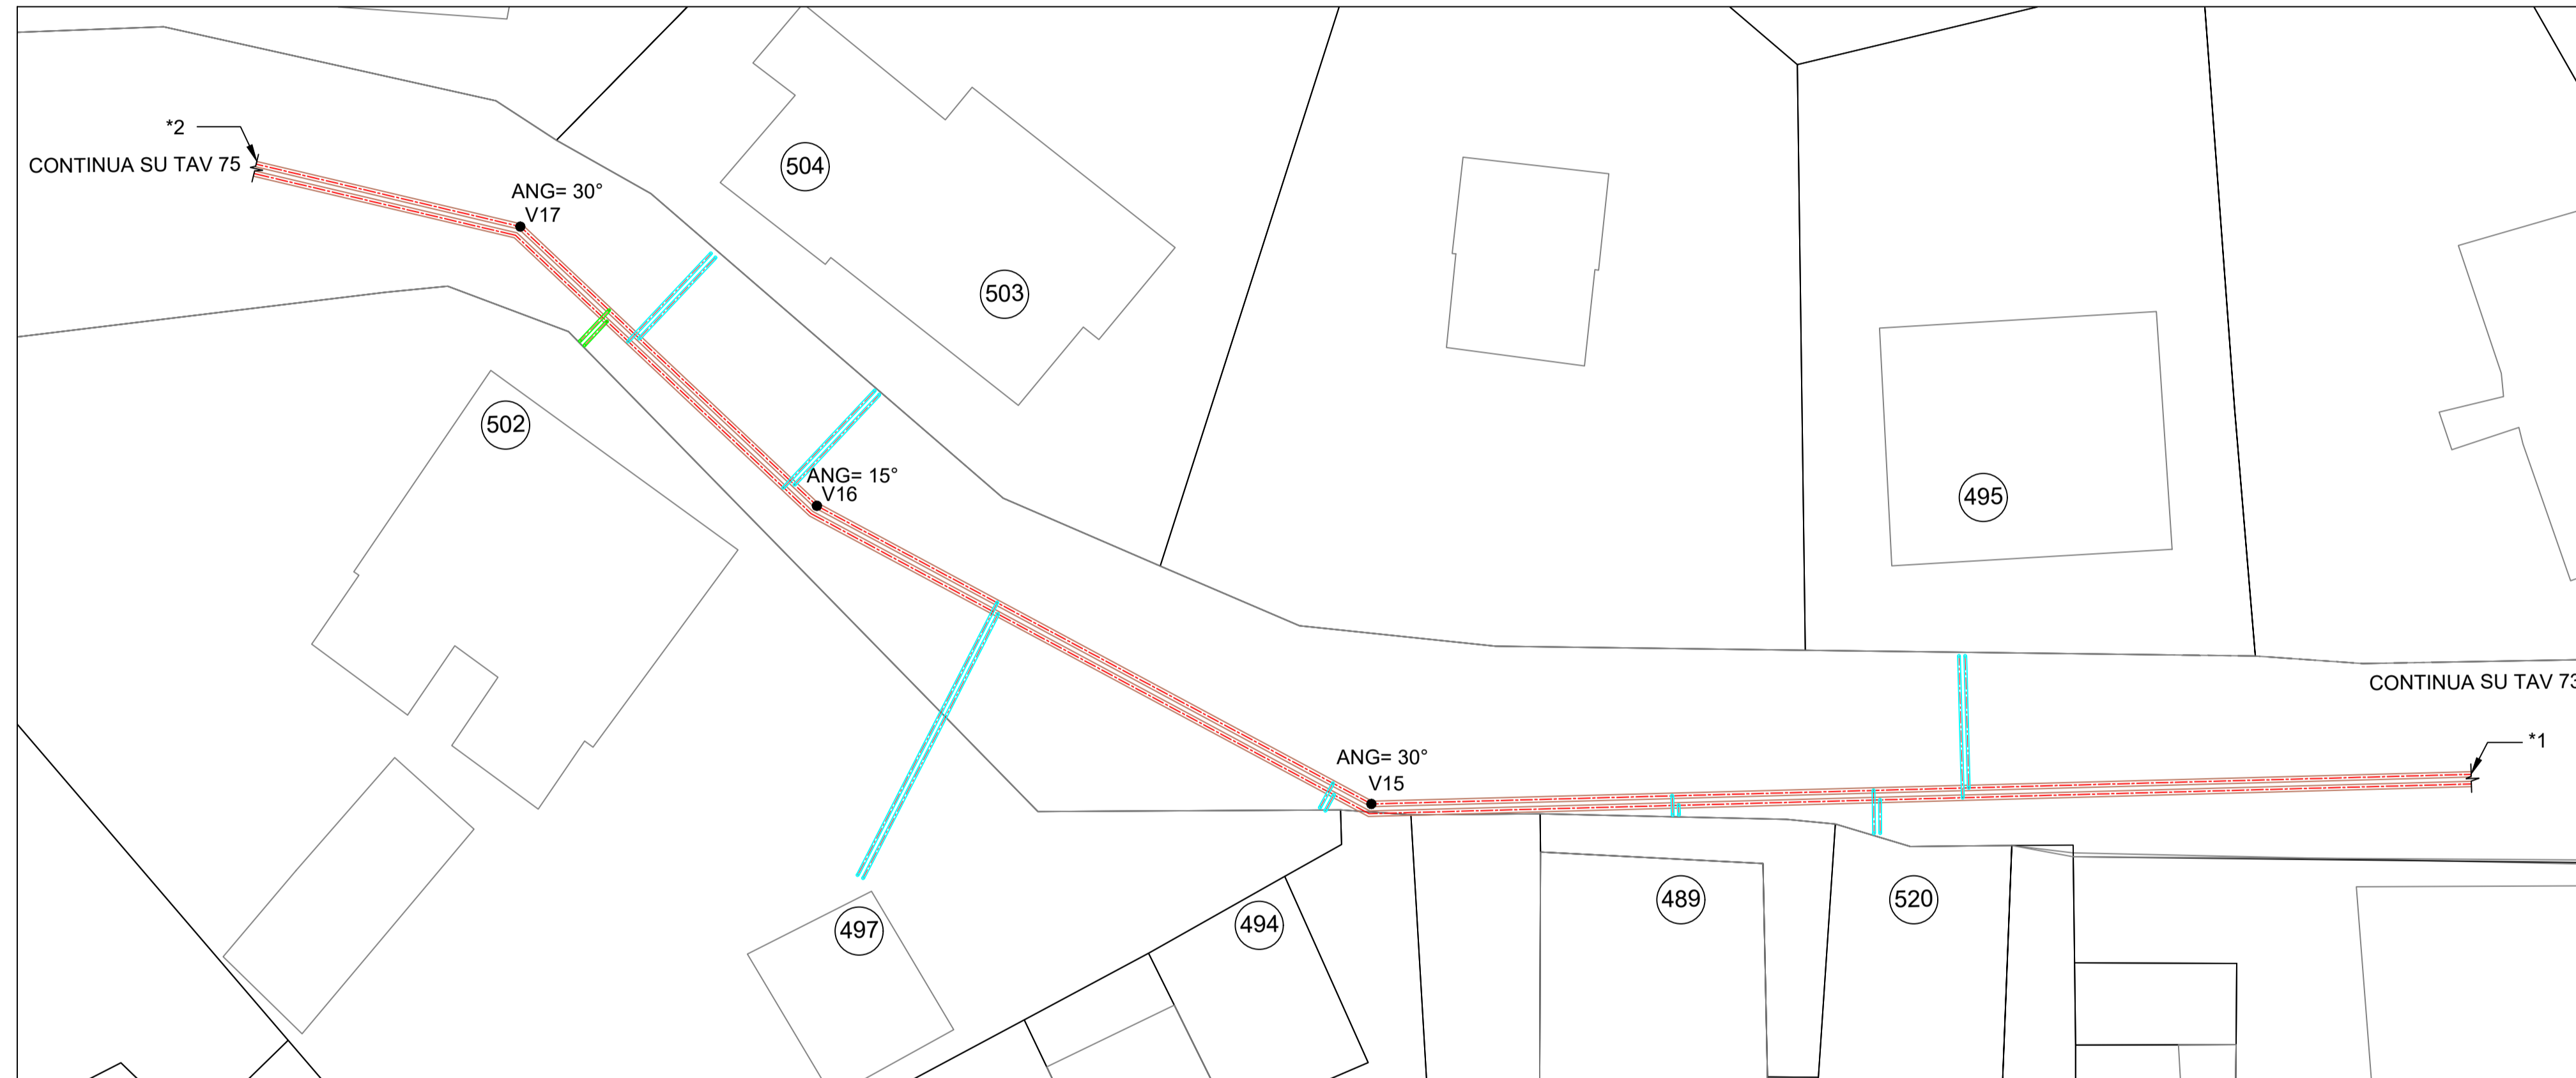 *2
CONTINUA SU TAV 75
ANG= 30°
V17
504
503
502
ANG= 15°
V16
495
CONTINUA SU TAV 73
*1
ANG= 30°
V15
489
520
494
497